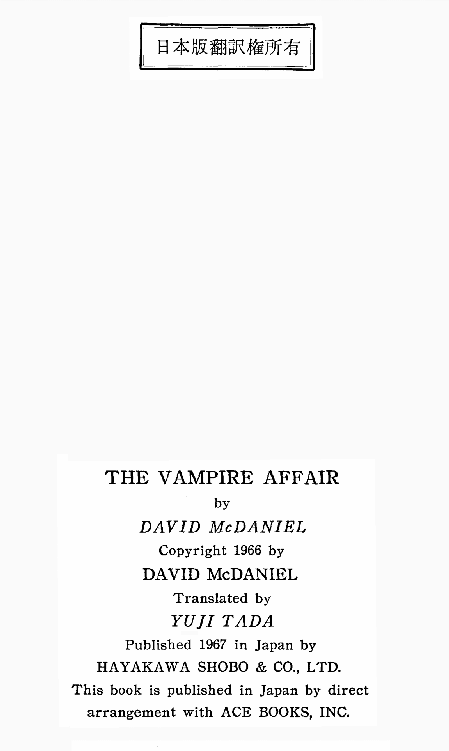 日本版翻訳権所有
THE VAMPIRE AFFAIR
by
DAVID McDANIEL
Copyright 1966 by
DAVID McDANIEL
Translated by
YUJI TADA
Published 1967 in Japan by
HAYAKAWA SHOBO & CO., LTD.
This book is published in Japan by direct
arrangement with ACE BOOKS, INC.